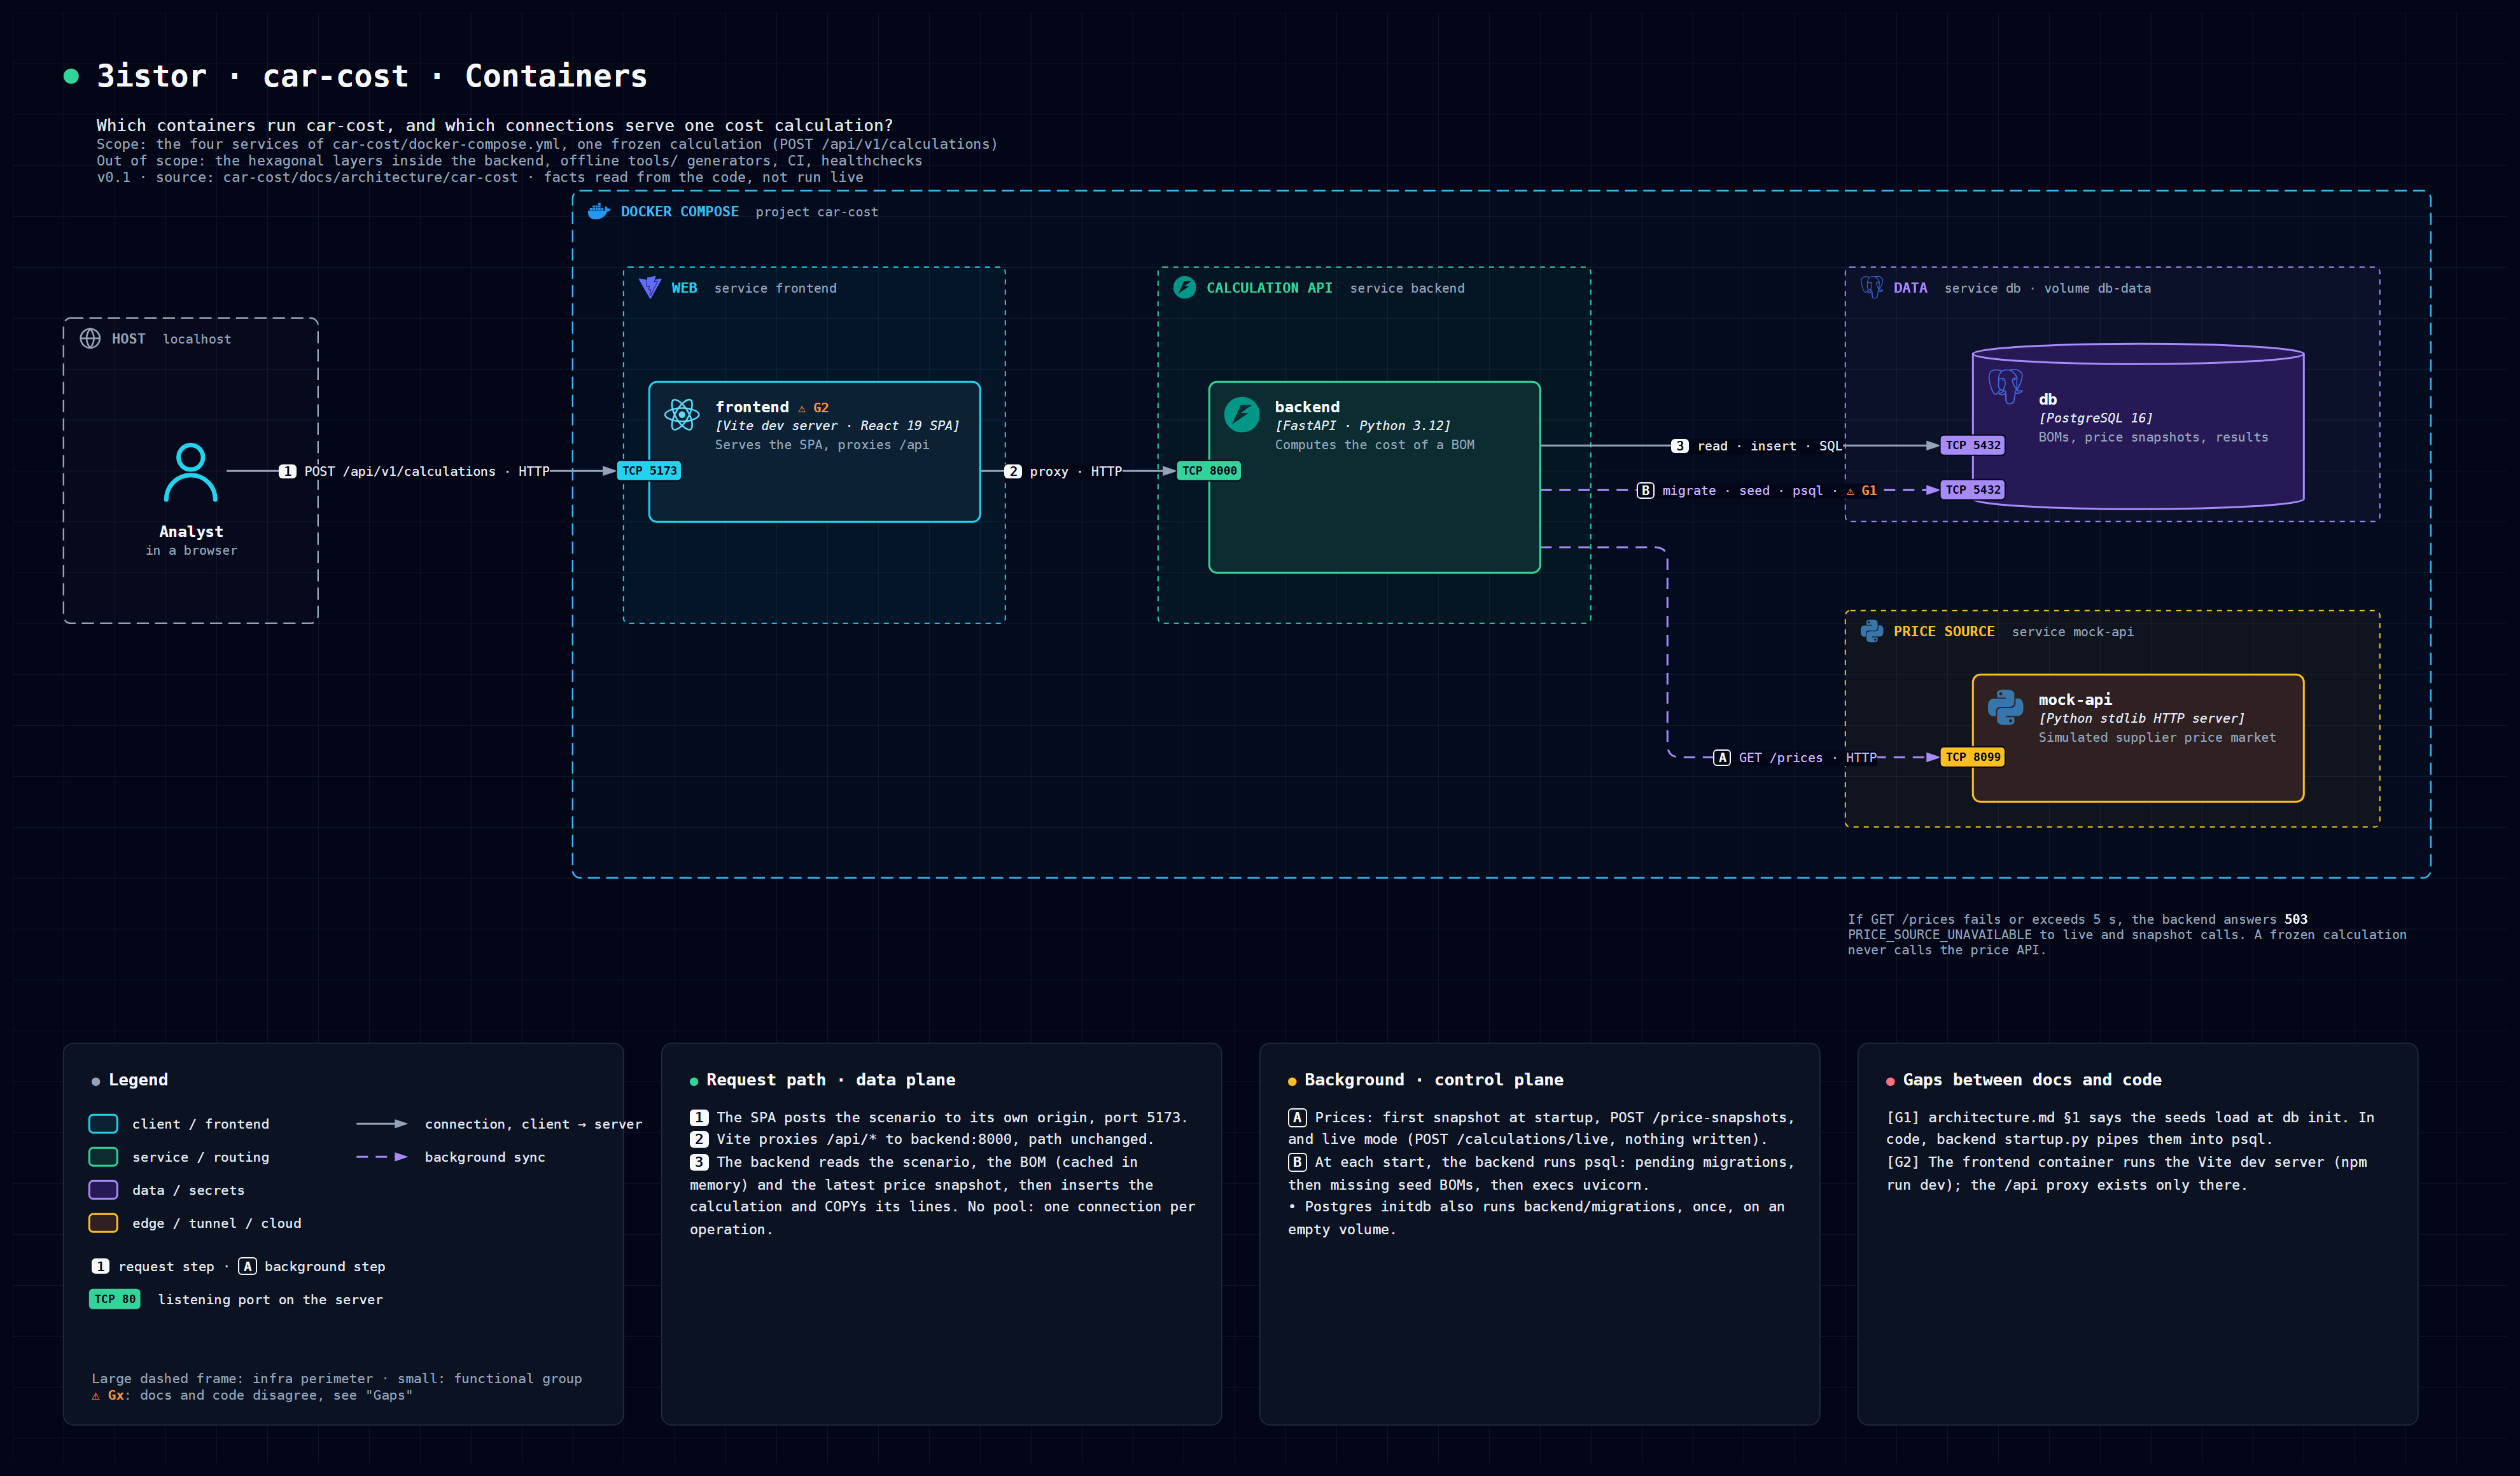 3istor · car-cost · Containers
Which containers run car-cost, and which connections serve one cost calculation?
Scope: the four services of car-cost/docker-compose.yml, one frozen calculation (POST /api/v1/calculations)
Out of scope: the hexagonal layers inside the backend, offline tools/ generators, CI, healthchecks
v0.1 · source: car-cost/docs/architecture/car-cost · facts read from the code, not run live
DOCKER COMPOSE project car-cost
HOST localhost
Analyst
in a browser
1 POST /api/v1/calculations · HTTP
WEB service frontend
frontend ⚠ G2
[Vite dev server · React 19 SPA]
Serves the SPA, proxies /api
TCP 5173
2 proxy · HTTP
CALCULATION API service backend
backend
[FastAPI · Python 3.12]
Computes the cost of a BOM
TCP 8000
3 read · insert · SQL
B migrate · seed · psql · ⚠ G1
DATA service db · volume db-data
db
[PostgreSQL 16]
BOMs, price snapshots, results
TCP 5432
TCP 5432
A GET /prices · HTTP
PRICE SOURCE service mock-api
mock-api
[Python stdlib HTTP server]
Simulated supplier price market
TCP 8099
If GET /prices fails or exceeds 5 s, the backend answers 503
PRICE_SOURCE_UNAVAILABLE to live and snapshot calls. A frozen calculation
never calls the price API.
Legend
client / frontend
connection, client → server
service / routing
background sync
data / secrets
edge / tunnel / cloud
1 request step · A background step
TCP 80 listening port on the server
Large dashed frame: infra perimeter · small: functional group
⚠ Gx: docs and code disagree, see "Gaps"
Request path · data plane
1 The SPA posts the scenario to its own origin, port 5173.
2 Vite proxies /api/* to backend:8000, path unchanged.
3 The backend reads the scenario, the BOM (cached in
memory) and the latest price snapshot, then inserts the
calculation and COPYs its lines. No pool: one connection per
operation.
Background · control plane
A Prices: first snapshot at startup, POST /price-snapshots,
and live mode (POST /calculations/live, nothing written).
B At each start, the backend runs psql: pending migrations,
then missing seed BOMs, then execs uvicorn.
• Postgres initdb also runs backend/migrations, once, on an
empty volume.
Gaps between docs and code
[G1] architecture.md §1 says the seeds load at db init. In
code, backend startup.py pipes them into psql.
[G2] The frontend container runs the Vite dev server (npm
run dev); the /api proxy exists only there.